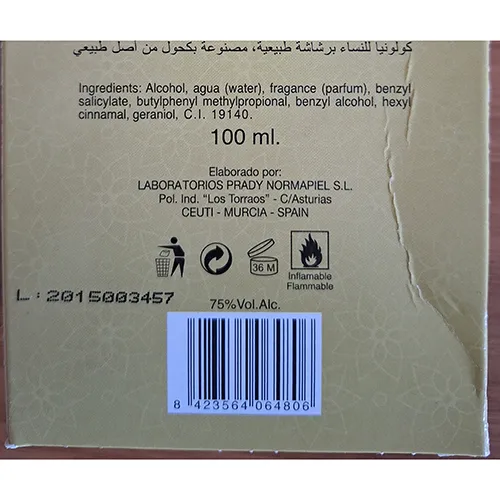 كولونيا للنساء برشاشة طبيعية، مصنوعة بكحول من أصل طبيعي
Ingredients: Alcohol, agua (water), fragance (parfum), benzyl
salicylate, butylphenyl methylpropional, benzyl alcohol, hexyl
cinnamal, geraniol, C.I. 19140.
100 ml.
Elaborado por:
LABORATORIOS PRADY NORMAPIEL S.L.
Pol. Ind. "Los Torraos" - C/Asturias
CEUTI - MURCIA - SPAIN
36 M
Inflamable
Flammable
L:2015003457
75%Vol.Alc.
8 423564 064806